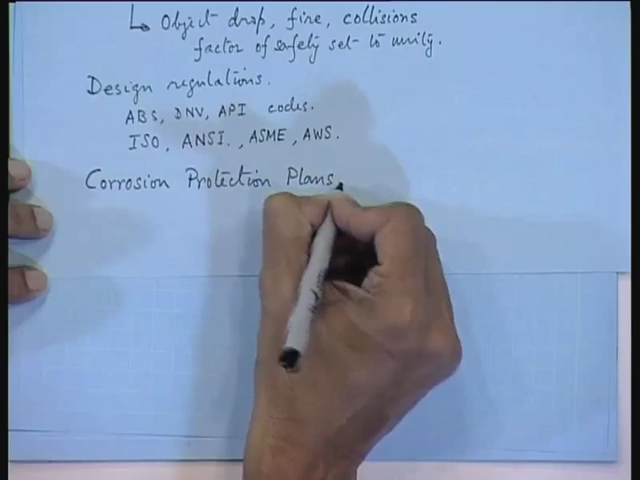 ↳ Object drop, fire, collisions
factor of safety set to unity.
Design regulations.
ABS, DNV, API codes.
ISO, ANSI., ASME, AWS.
Corrosion Protection Plans